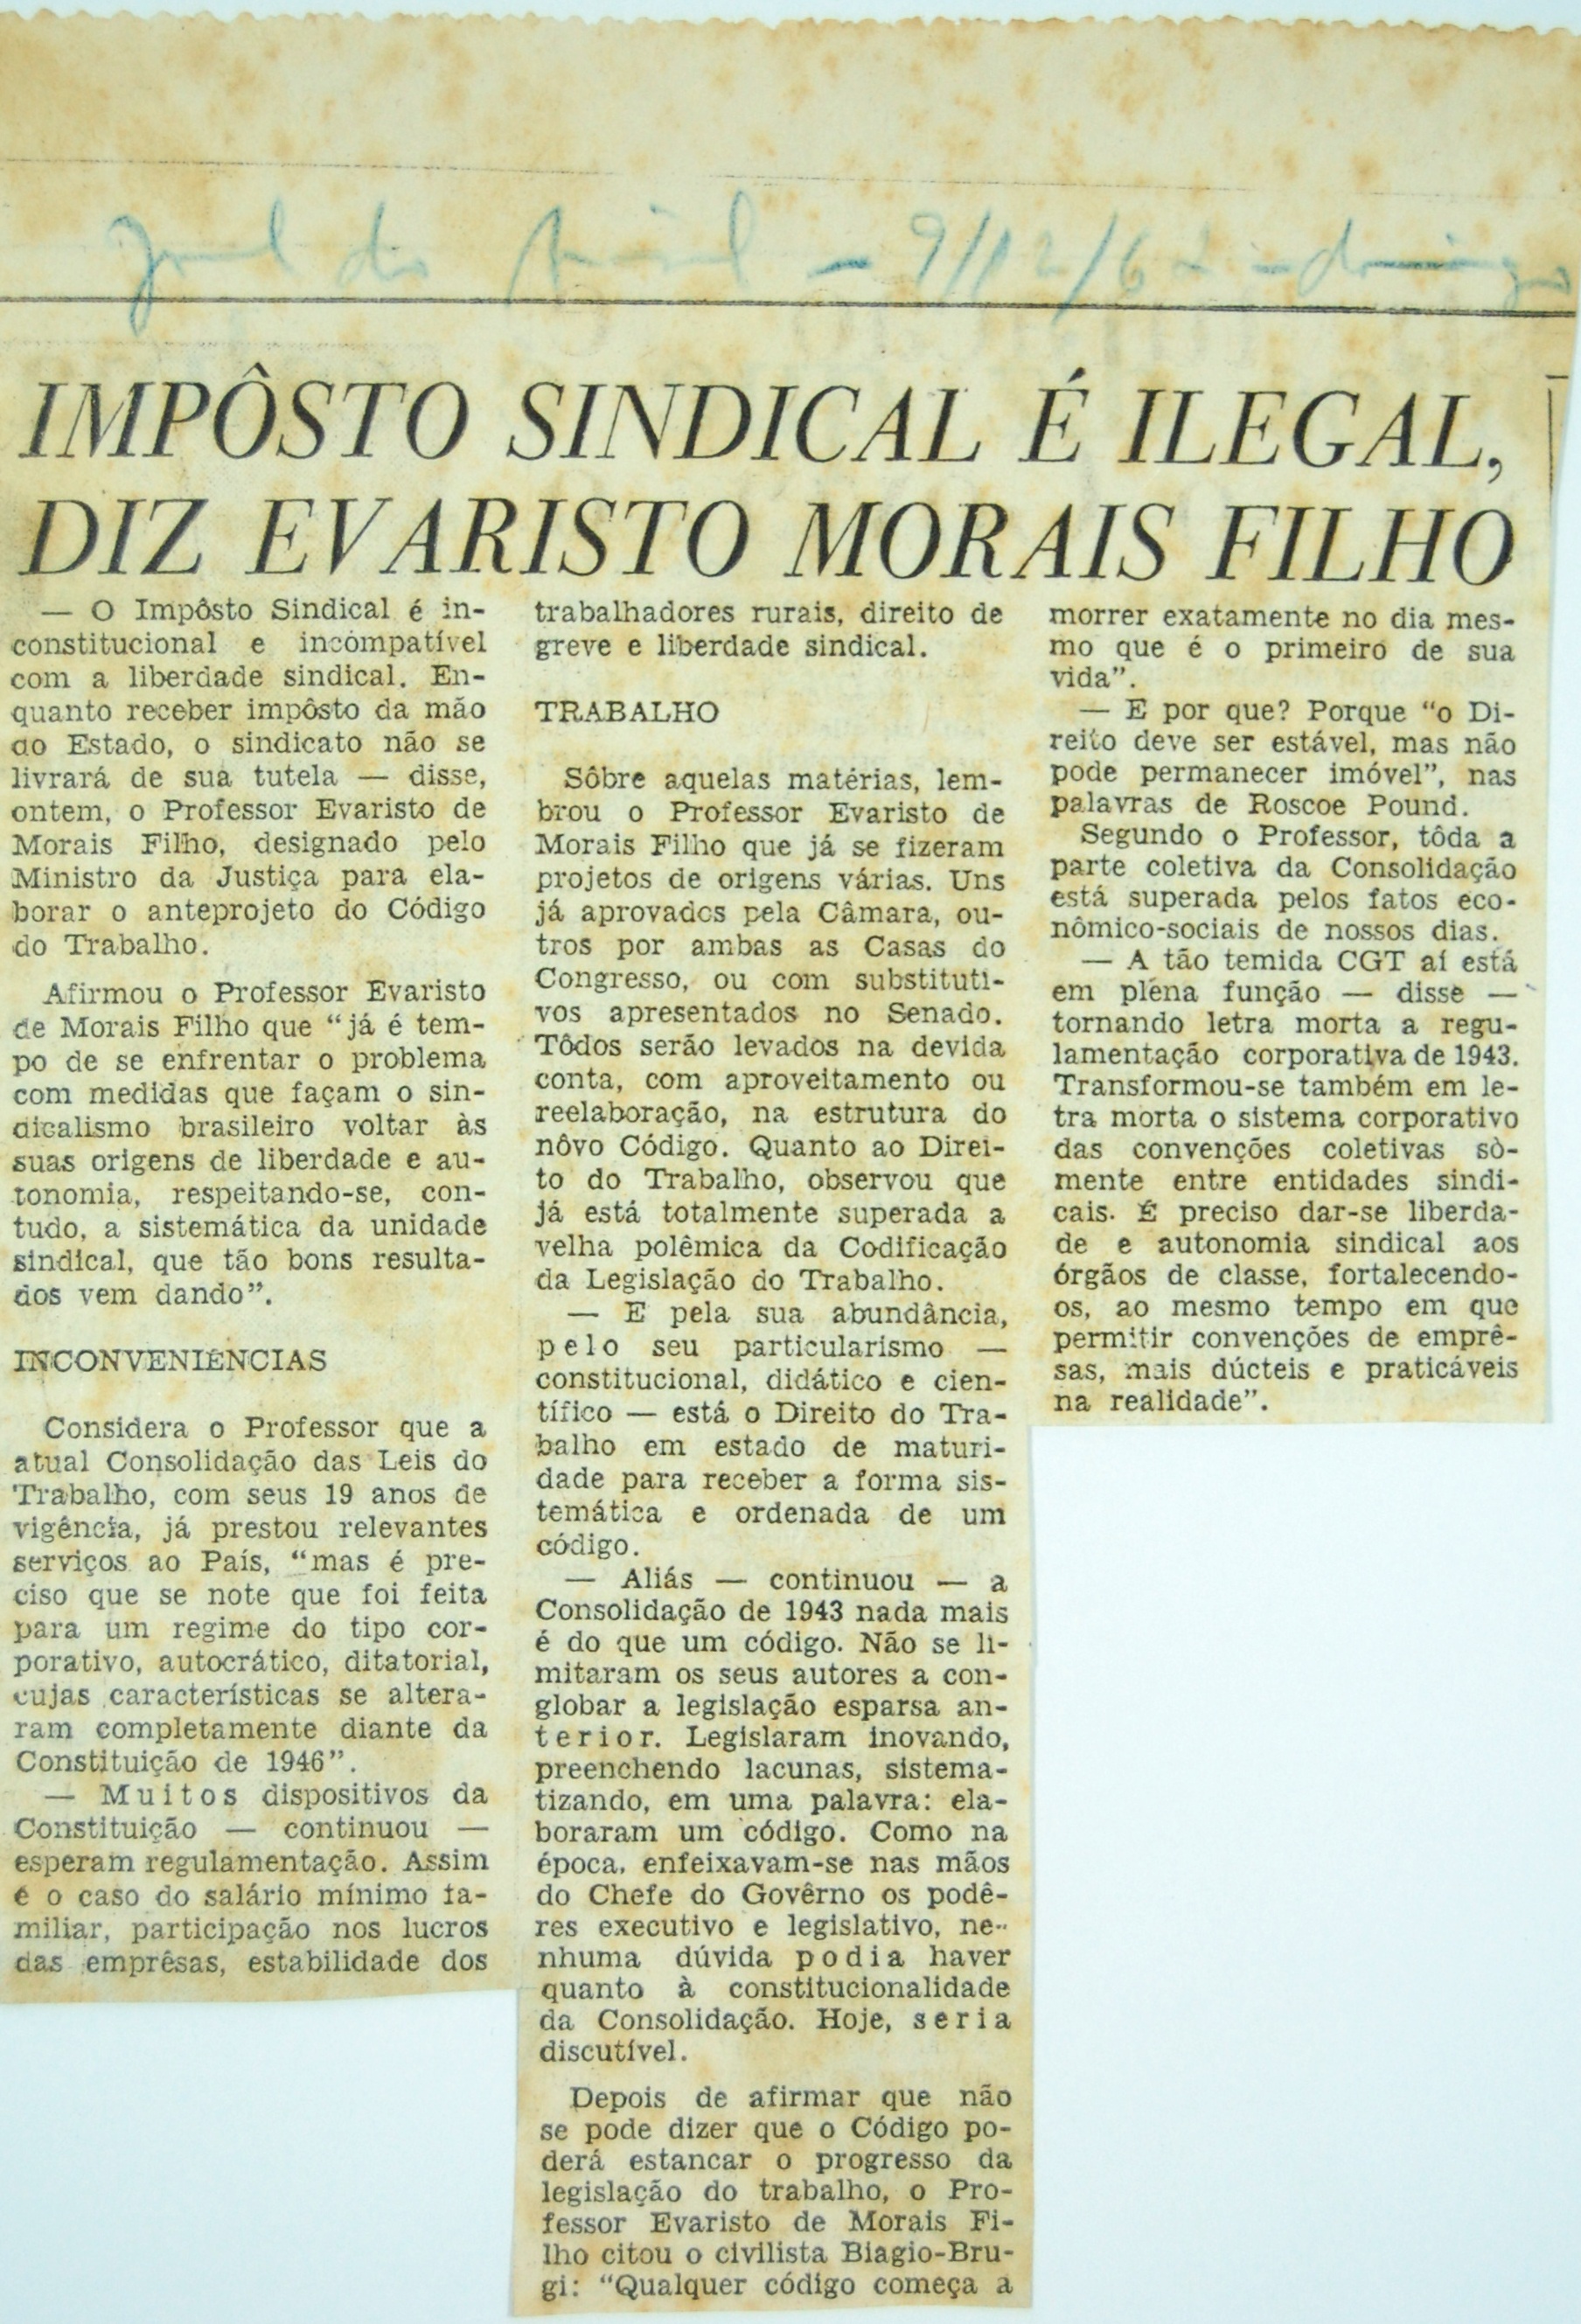 Jornal do Brasil - 9/12/62 - domingo
IMPÔSTO SINDICAL É ILEGAL,
DIZ EVARISTO MORAIS FILHO
— O Impôsto Sindical é in-
constitucional e incompatível
com a liberdade sindical. En-
quanto receber impôsto da mão
do Estado, o sindicato não se
livrará de sua tutela — disse,
ontem, o Professor Evaristo de
Morais Filho, designado pelo
Ministro da Justiça para ela-
borar o anteprojeto do Código
do Trabalho.
Afirmou o Professor Evaristo
de Morais Filho que “já é tem-
po de se enfrentar o problema
com medidas que façam o sin-
dicalismo brasileiro voltar às
suas origens de liberdade e au-
tonomia, respeitando-se, con-
tudo, a sistemática da unidade
sindical, que tão bons resulta-
dos vem dando”.
INCONVENIÊNCIAS
Considera o Professor que a
atual Consolidação das Leis do
Trabalho, com seus 19 anos de
vigência, já prestou relevantes
serviços ao País, “mas é pre-
ciso que se note que foi feita
para um regime do tipo cor-
porativo, autocrático, ditatorial,
cujas características se altera-
ram completamente diante da
Constituição de 1946”.
— Muitos dispositivos da
Constituição — continuou —
esperam regulamentação. Assim
é o caso do salário mínimo fa-
miliar, participação nos lucros
das emprêsas, estabilidade dos
trabalhadores rurais, direito de
greve e liberdade sindical.
TRABALHO
Sôbre aquelas matérias, lem-
brou o Professor Evaristo de
Morais Filho que já se fizeram
projetos de origens várias. Uns
já aprovados pela Câmara, ou-
tros por ambas as Casas do
Congresso, ou com substituti-
vos apresentados no Senado.
Tôdos serão levados na devida
conta, com aproveitamento ou
reelaboração, na estrutura do
nôvo Código. Quanto ao Direi-
to do Trabalho, observou que
já está totalmente superada a
velha polêmica da Codificação
da Legislação do Trabalho.
— E pela sua abundância,
pelo seu particularismo —
constitucional, didático e cien-
tífico — está o Direito do Tra-
balho em estado de maturi-
dade para receber a forma sis-
temática e ordenada de um
código.
— Aliás — continuou — a
Consolidação de 1943 nada mais
é do que um código. Não se li-
mitaram os seus autores a con-
globar a legislação esparsa an-
terior. Legislaram inovando,
preenchendo lacunas, sistema-
tizando, em uma palavra: ela-
boraram um código. Como na
época, enfeixavam-se nas mãos
do Chefe do Govêrno os podê-
res executivo e legislativo, ne-
nhuma dúvida podia haver
quanto à constitucionalidade
da Consolidação. Hoje, seria
discutível.
Depois de afirmar que não
se pode dizer que o Código po-
derá estancar o progresso da
legislação do trabalho, o Pro-
fessor Evaristo de Morais Fi-
lho citou o civilista Biagio-Bru-
gi: “Qualquer código começa a
morrer exatamente no dia mes-
mo que é o primeiro de sua
vida”.
— E por que? Porque “o Di-
reito deve ser estável, mas não
pode permanecer imóvel”, nas
palavras de Roscoe Pound.
Segundo o Professor, tôda a
parte coletiva da Consolidação
está superada pelos fatos eco-
nômico-sociais de nossos dias.
— A tão temida CGT aí está
em plena função — disse —
tornando letra morta a regu-
lamentação corporativa de 1943.
Transformou-se também em le-
tra morta o sistema corporativo
das convenções coletivas sò-
mente entre entidades sindi-
cais. É preciso dar-se liberda-
de e autonomia sindical aos
órgãos de classe, fortalecendo-
os, ao mesmo tempo em que
permitir convenções de emprê-
sas, mais dúcteis e praticáveis
na realidade”.